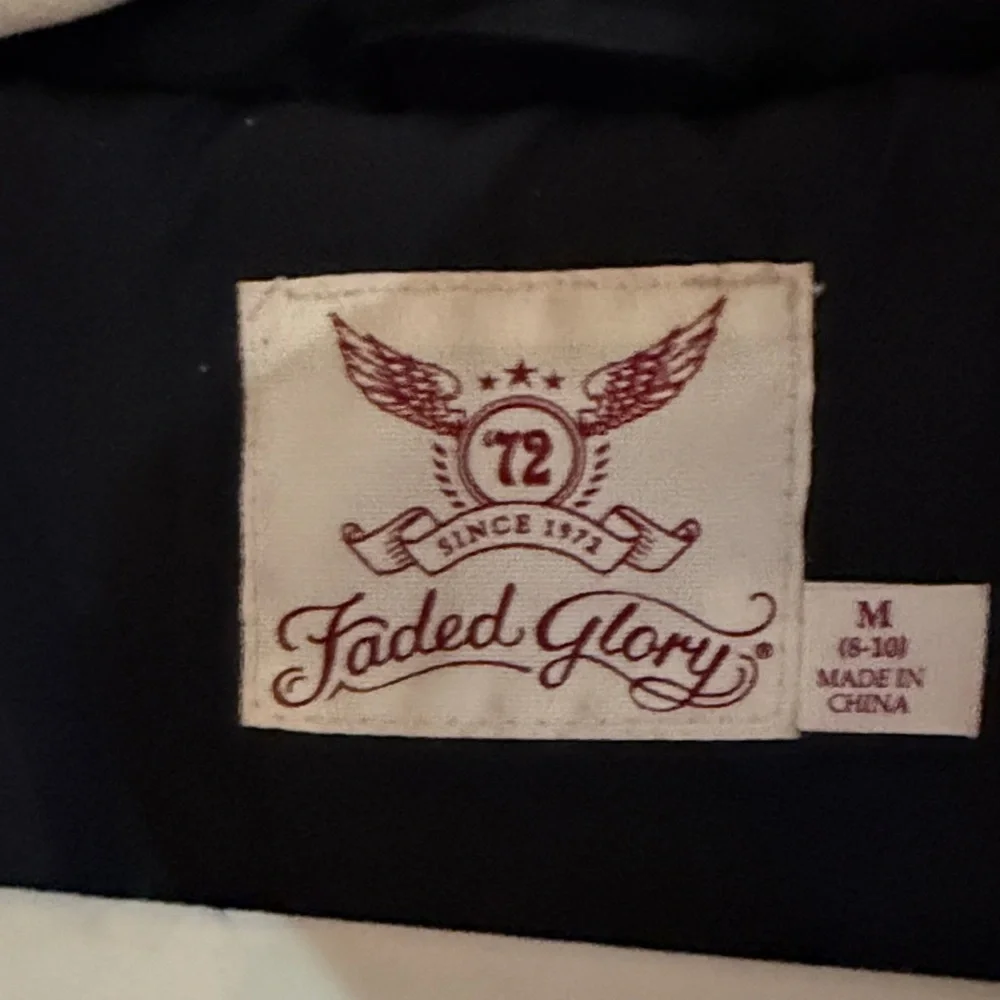 '72
SINCE 1972
Faded Glory®
M
(8-10)
MADE IN
CHINA